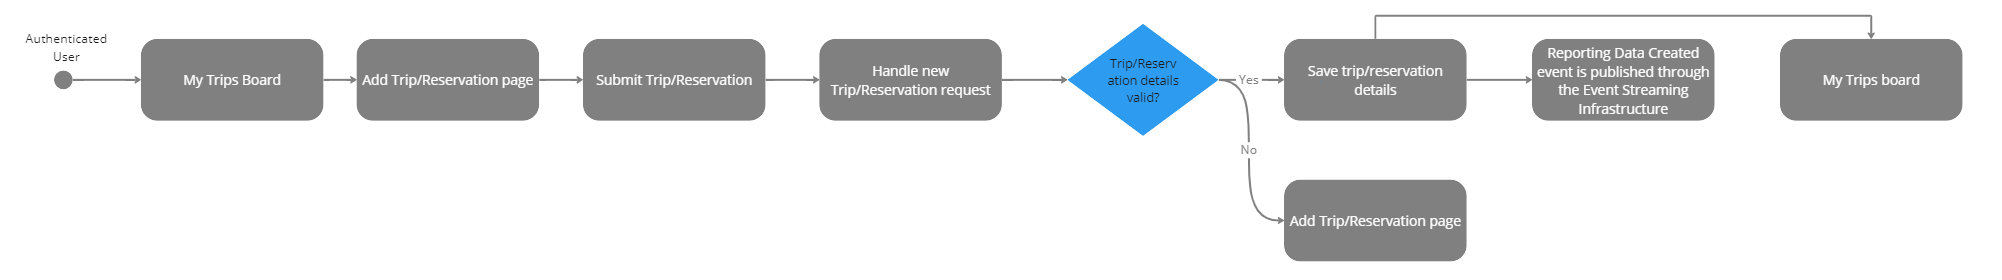 Authenticated
User
My Trips Board
Add Trip/Reservation page
Submit Trip/Reservation
Handle new
Trip/Reservation request
Trip/Reserv
ation details
valid?
Yes
No
Save trip/reservation
details
Reporting Data Created
event is published through
the Event Streaming
Infrastructure
My Trips board
Add Trip/Reservation page